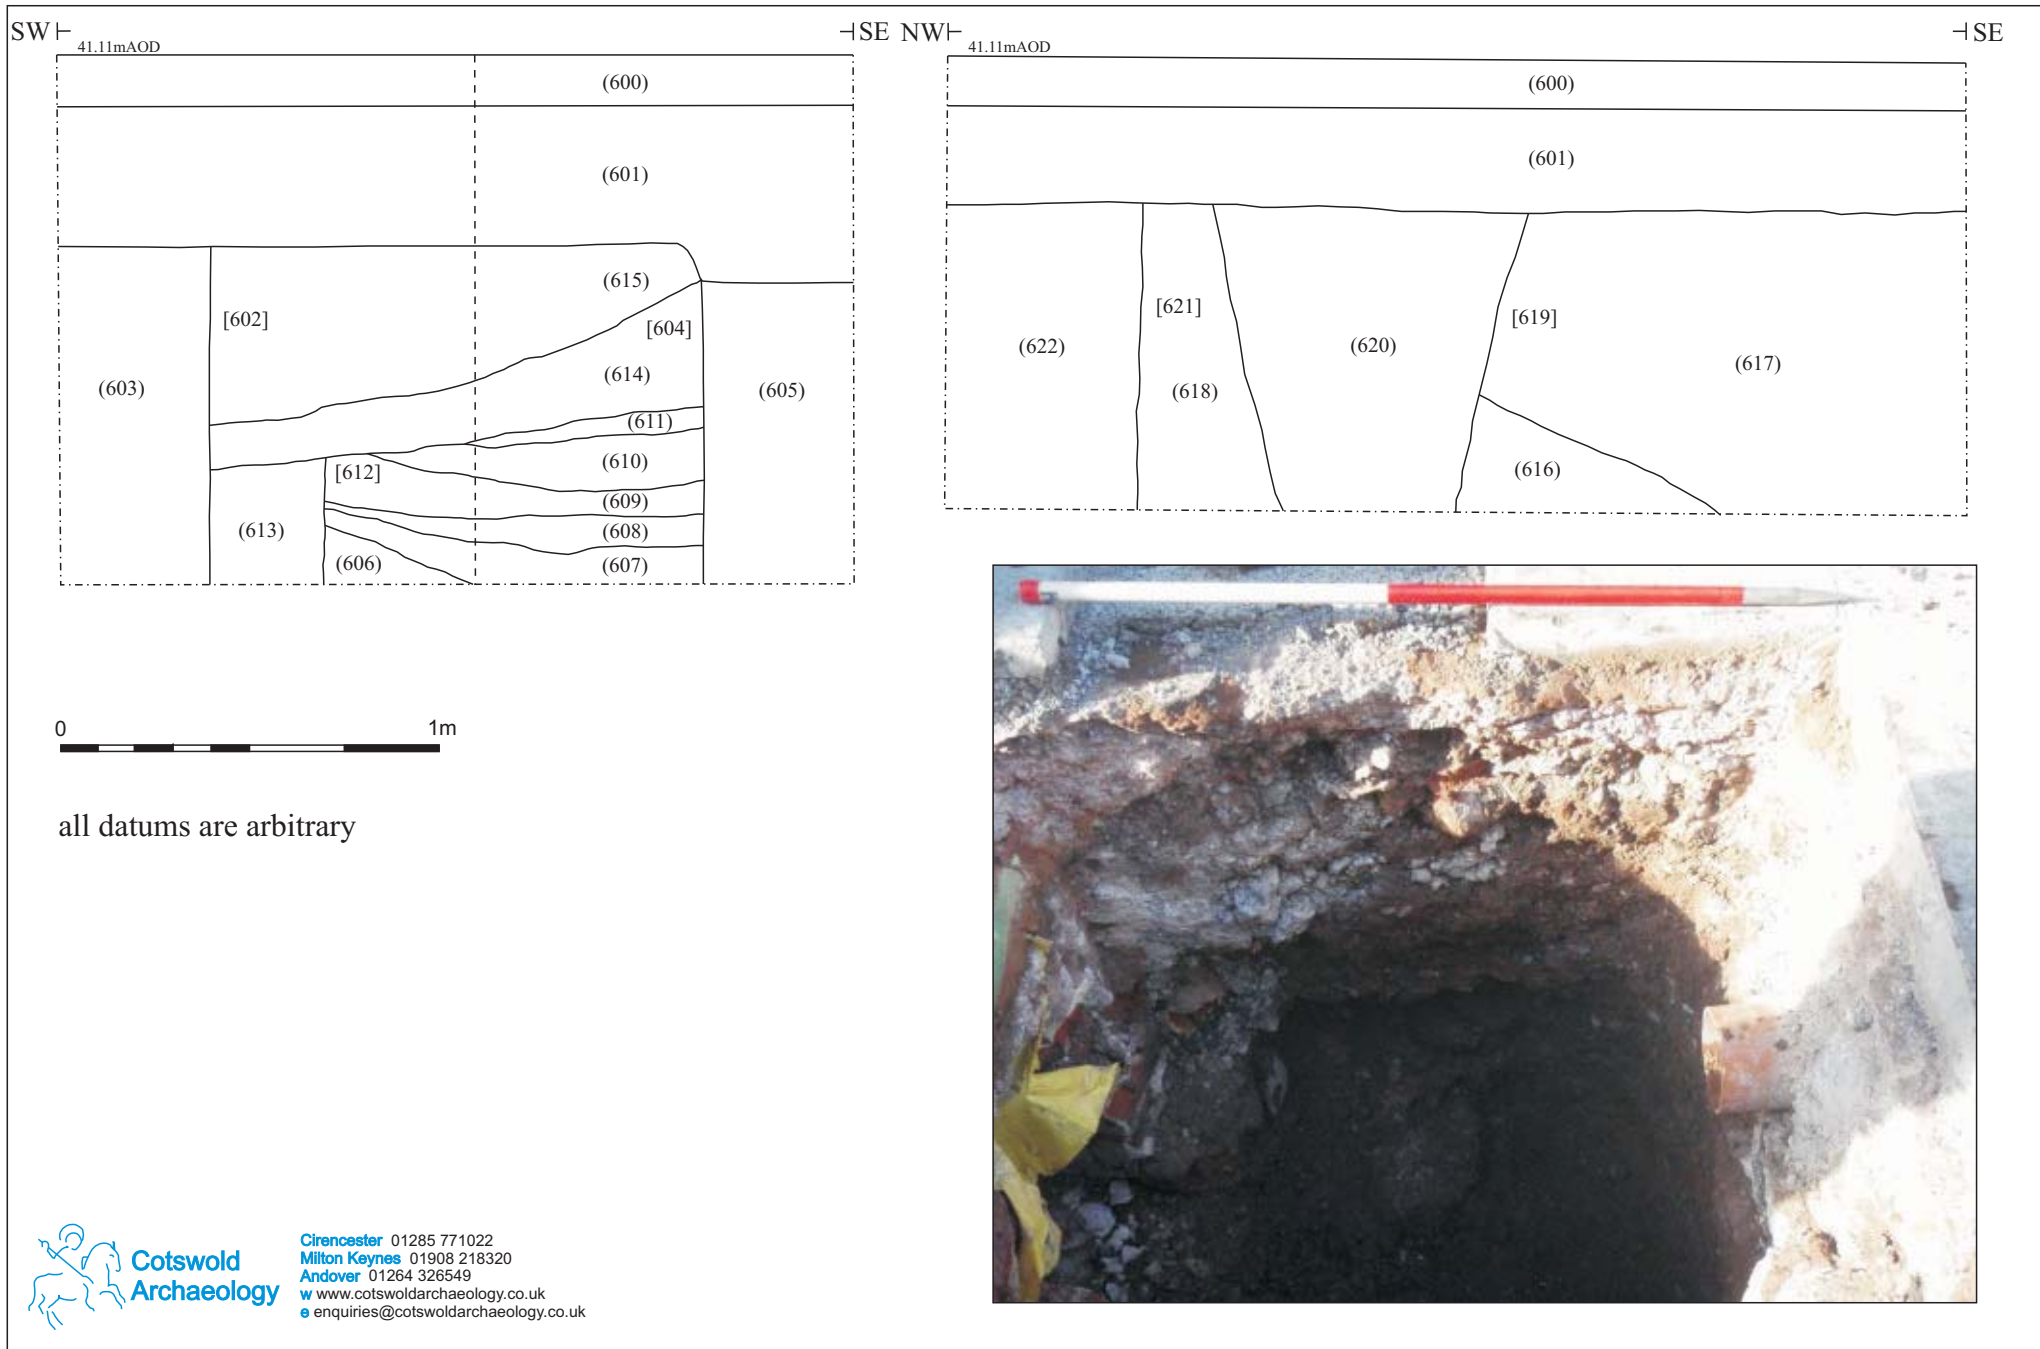 SW
SE
41.11mAOD
(600)
(601)
(615)
[602]
[604]
(603)
(614)
(605)
(611)
(610)
[612]
(609)
(613)
(608)
(606)
(607)
NW
SE
41.11mAOD
(600)
(601)
[621]
[619]
(622)
(620)
(617)
(618)
(616)
0 1m
all datums are arbitrary
Cotswold
Archaeology
Cirencester 01285 771022
Milton Keynes 01908 218320
Andover 01264 326549
w www.cotswoldarchaeology.co.uk
e enquiries@cotswoldarchaeology.co.uk